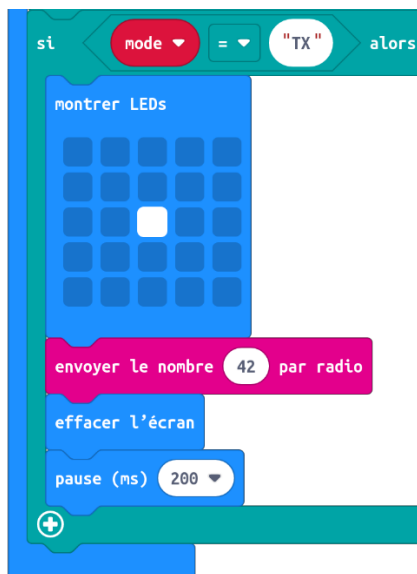 si mode = "TX" alors
montrer LEDs
envoyer le nombre 42 par radio
effacer l'écran
pause (ms) 200